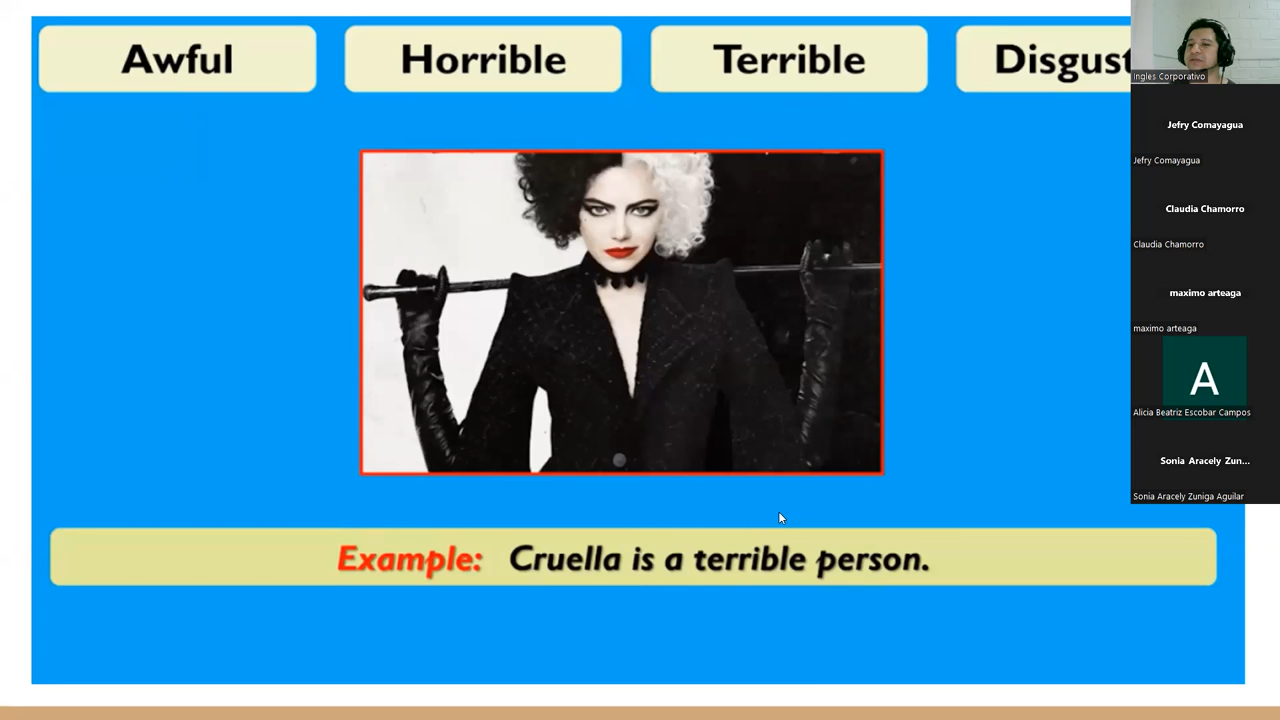 Awful
Horrible
Terrible
Disgust
Example: Cruella is a terrible person.
Ingles Corporativo
Jefry Comayagua
Jefry Comayagua
Claudia Chamorro
Claudia Chamorro
maximo arteaga
maximo arteaga
A
Alicia Beatriz Escobar Campos
Sonia Aracely Zun...
Sonia Aracely Zuniga Aguilar